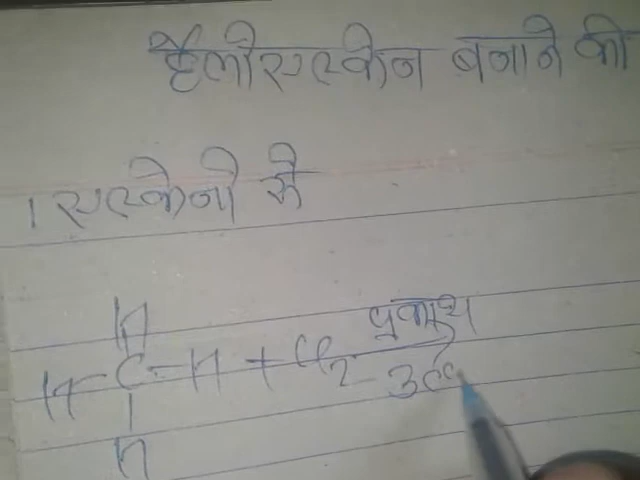 हैलोएल्केन बनाने की
1 एल्केनो से
H
H-C-H + Cl2 प्रकाश
300
H